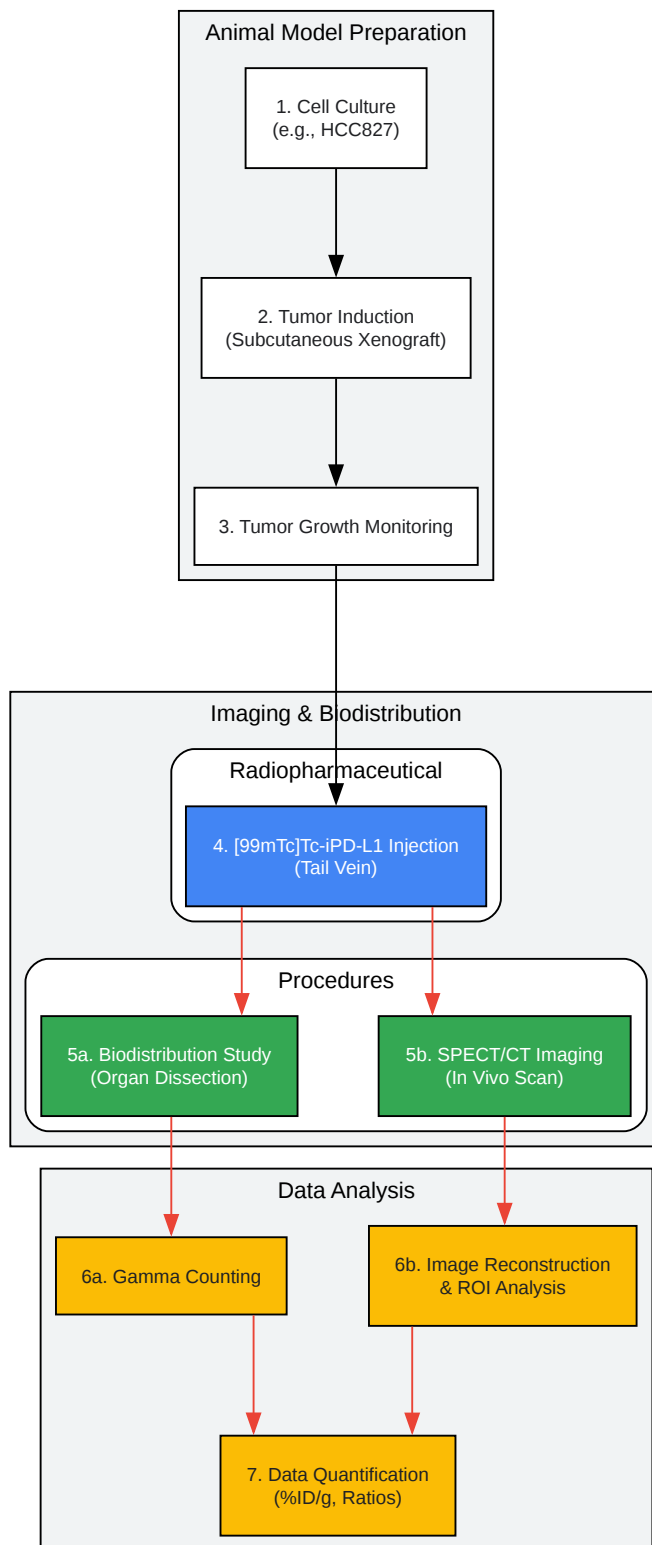 Animal Model Preparation
1. Cell Culture
(e.g., HCC827)
2. Tumor Induction
(Subcutaneous Xenograft)
3. Tumor Growth Monitoring
Imaging & Biodistribution
Radiopharmaceutical
4. [99mTc]Tc-iPD-L1 Injection
(Tail Vein)
Procedures
5a. Biodistribution Study
(Organ Dissection)
5b. SPECT/CT Imaging
(In Vivo Scan)
Data Analysis
6a. Gamma Counting
6b. Image Reconstruction
& ROI Analysis
7. Data Quantification
(%ID/g, Ratios)